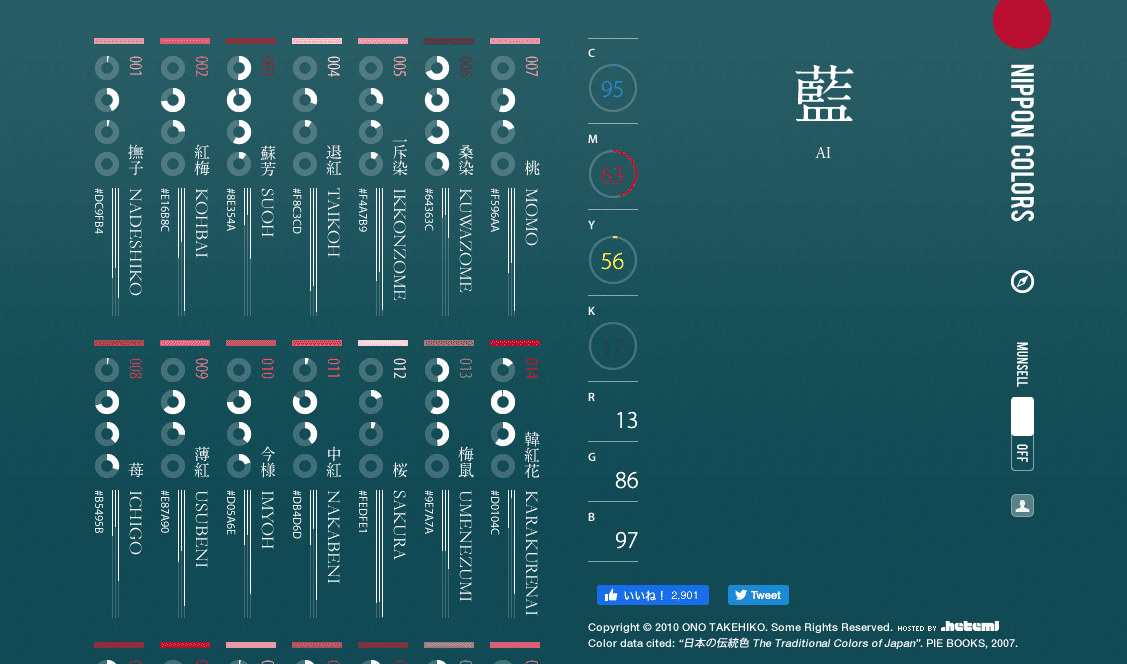 001
撫子
NADESHIKO
#DC9FB4
002
紅梅
KOHBAI
#E16B8C
蘇芳
SUOH
#8E354A
004
退紅
TAIKOH
#F8C3CD
005
一斥染
IKKONZOME
#F4A7B9
006
桑染
KUWAZOME
#64363C
007
桃
MOMO
#F596AA
008
苺
ICHIGO
#B5495B
009
薄紅
USUBENI
#E87A90
010
今様
IMYOH
#D05A6E
011
中紅
NAKABENI
#DB4D6D
012
桜
SAKURA
#FEDFE1
013
梅鼠
UMENEZUMI
#9E7A7A
014
韓紅花
KARAKURENAI
#D0104C
C
95
M
63
Y
56
K
17
R
13
G
86
B
97
藍
AI
NIPPON COLORS
MUNSELL
OFF
いいね！ 2,901
Tweet
Copyright © 2010 ONO TAKEHIKO. Some Rights Reserved. HOSTED BY .heteml
Color data cited: “日本の伝統色 The Traditional Colors of Japan”. PIE BOOKS, 2007.